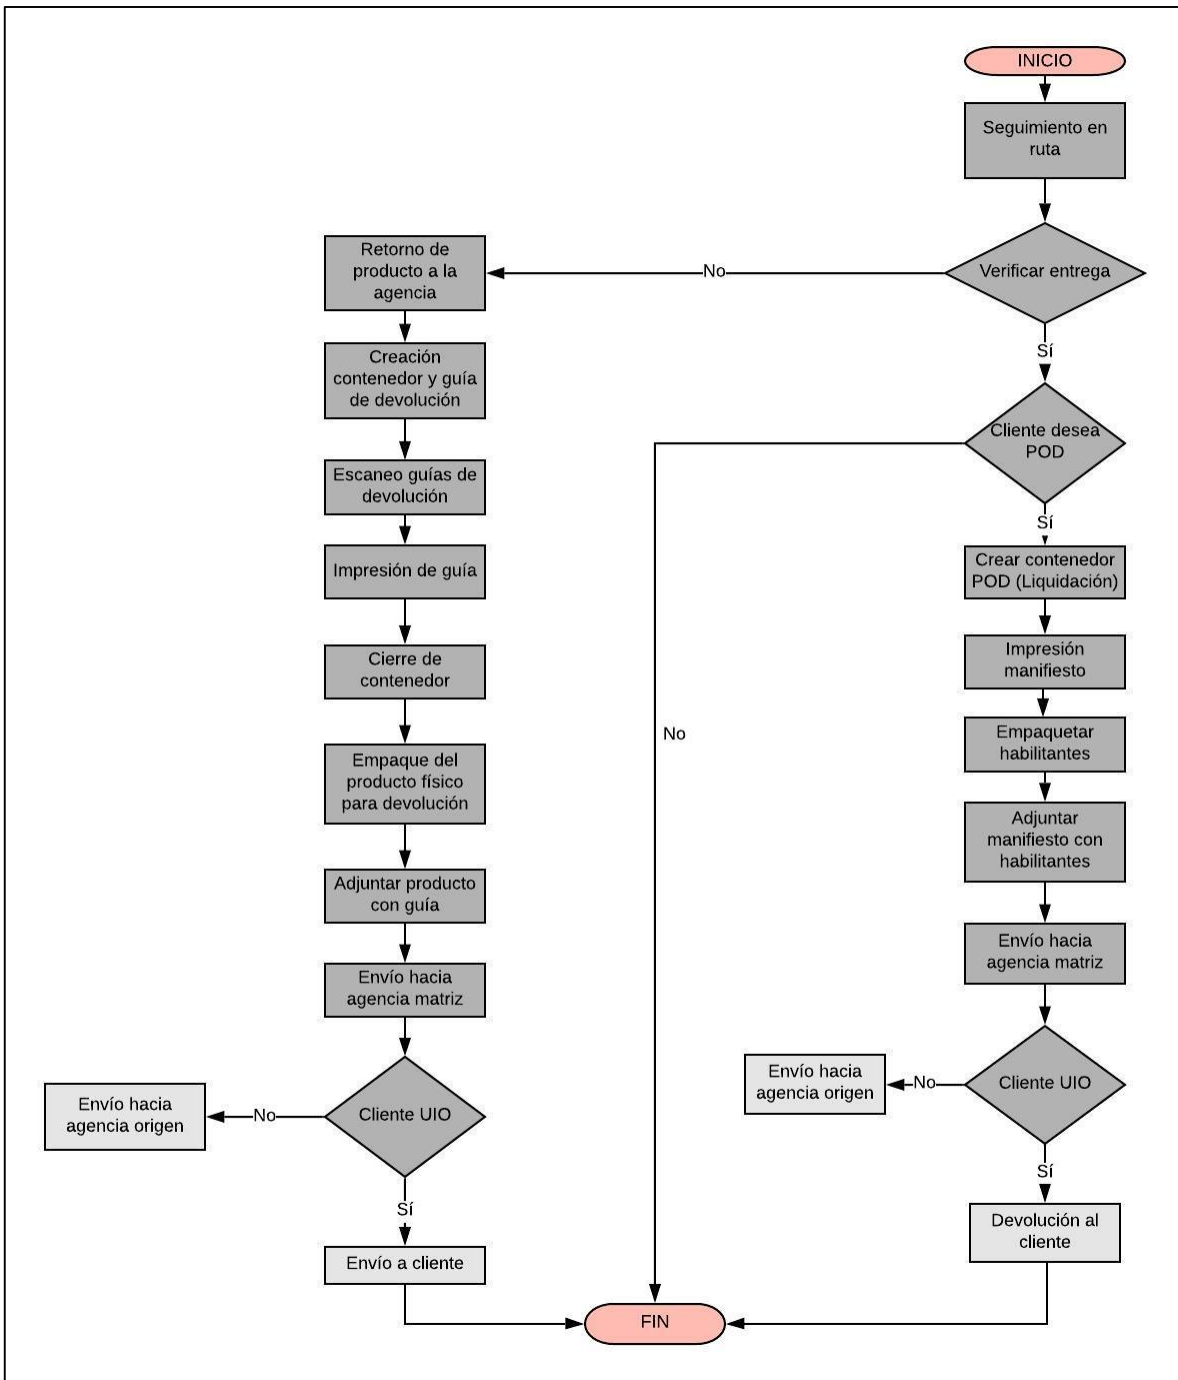 INICIO
Seguimiento en
ruta
Verificar entrega
No
Sí
Retorno de
producto a la
agencia
Creación
contenedor y guía
de devolución
Escaneo guías de
devolución
Impresión de guía
Cierre de
contenedor
Empaque del
producto físico
para devolución
Adjuntar producto
con guía
Envío hacia
agencia matriz
Cliente UIO
No
Envío hacia
agencia origen
Sí
Envío a cliente
Cliente desea
POD
No
Sí
Crear contenedor
POD (Liquidación)
Impresión
manifiesto
Empaquetar
habilitantes
Adjuntar
manifiesto con
habilitantes
Envío hacia
agencia matriz
Cliente UIO
No
Envío hacia
agencia origen
Sí
Devolución al
cliente
FIN